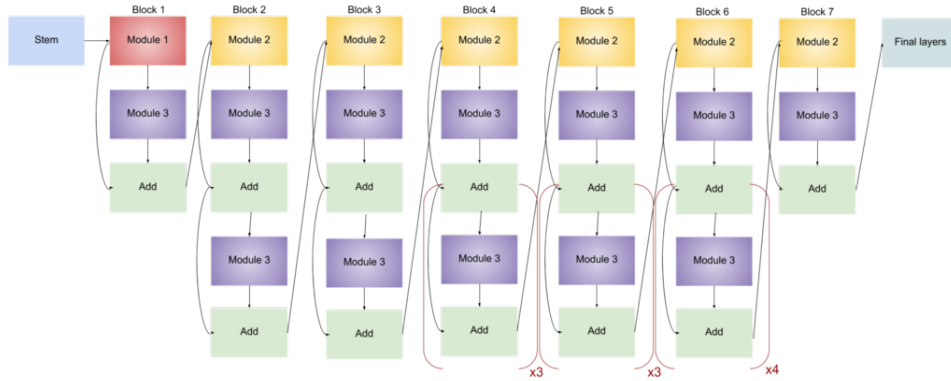 Block 1
Block 2
Block 3
Block 4
Block 5
Block 6
Block 7
Stem
Module 1
Module 2
Module 2
Module 2
Module 2
Module 2
Module 2
Final layers
Module 3
Module 3
Module 3
Module 3
Module 3
Module 3
Module 3
Add
Add
Add
Add
Add
Add
Add
Module 3
Module 3
Module 3
Module 3
Module 3
Add
Add
Add
Add
Add
x3
x3
x4